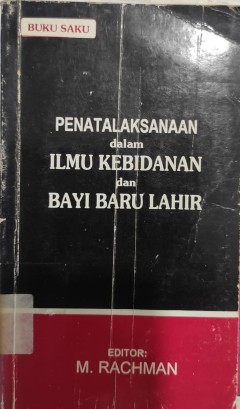 BUKU SAKU
PENATALAKSANAAN
dalam
ILMU KEBIDANAN
dan
BAYI BARU LAHIR
EDITOR:
M. RACHMAN